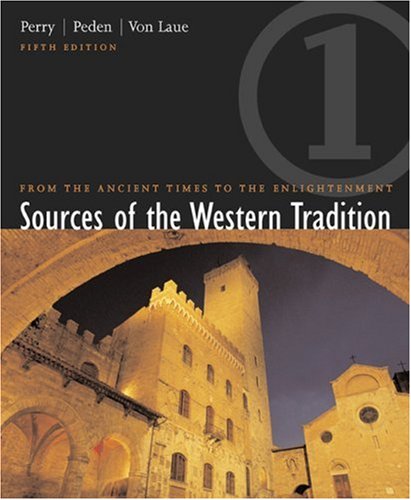 Perry | Peden | Von Laue
FIFTH EDITION
1
FROM THE ANCIENT TIMES TO THE ENLIGHTENMENT
Sources of the Western Tradition